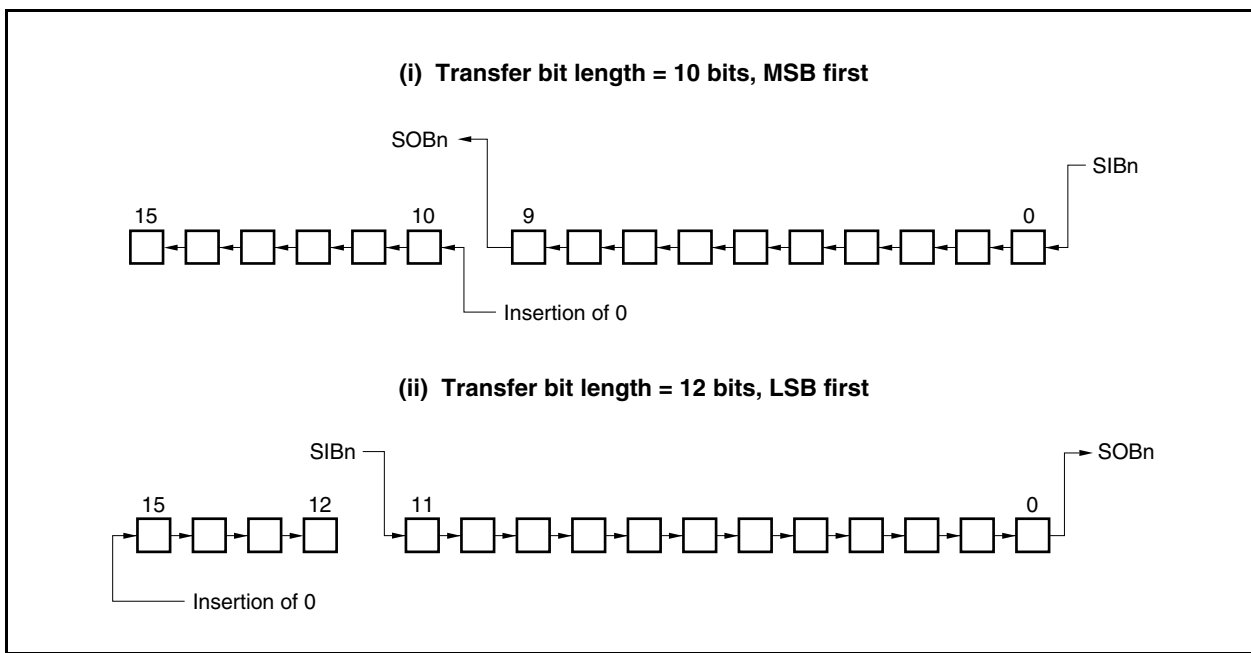 (i) Transfer bit length = 10 bits, MSB first
SOBn
SIBn
15
10
9
0
Insertion of 0
(ii) Transfer bit length = 12 bits, LSB first
SIBn
SOBn
15
12
11
0
Insertion of 0